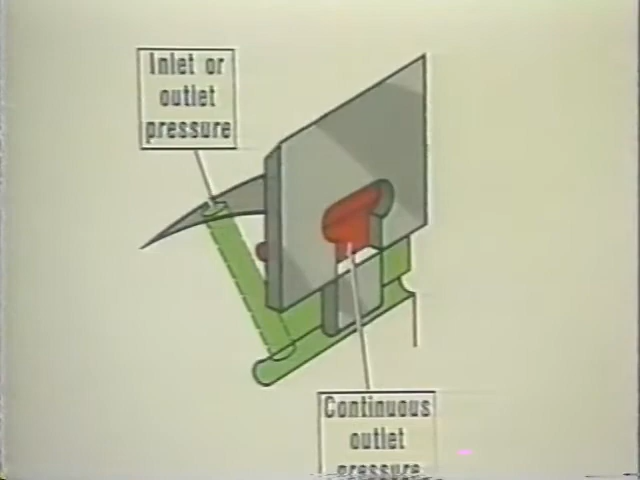 Inlet or
outlet
pressure
Continuous
outlet
pressure